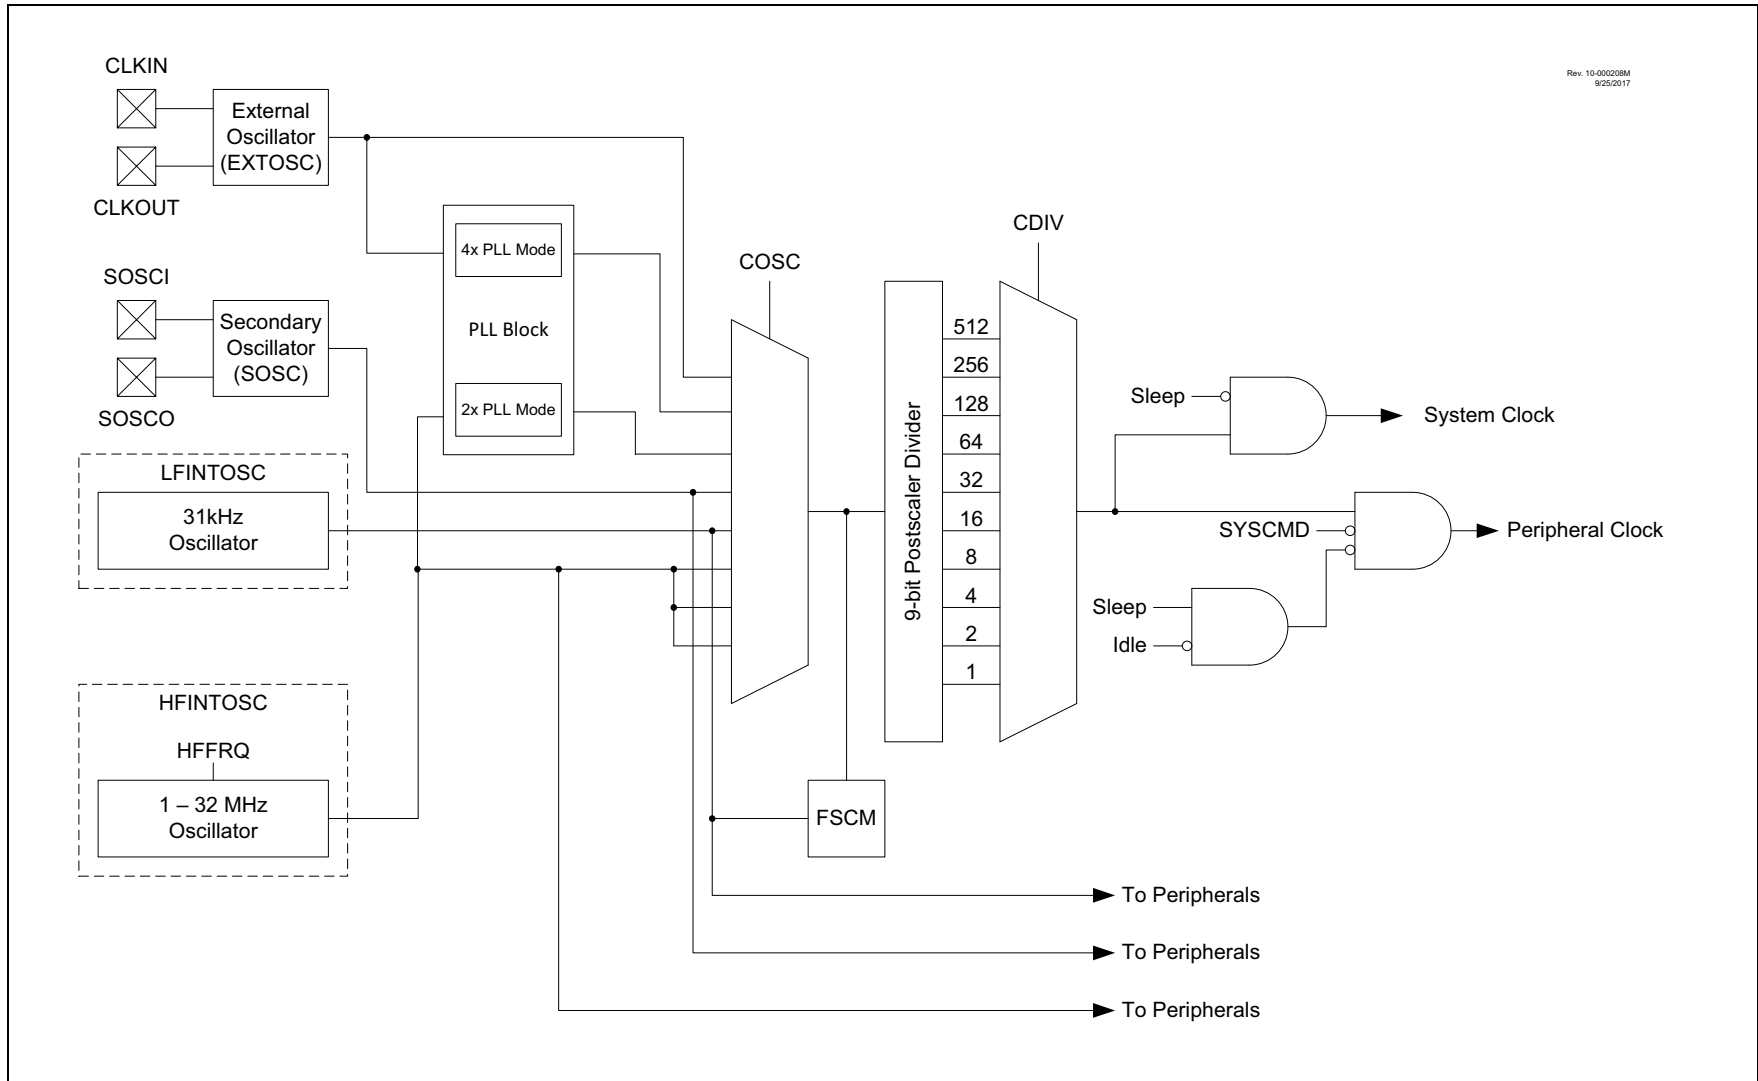 Rev. 10-000208M
9/25/2017
CLKIN
External
Oscillator
(EXTOSC)
CLKOUT
SOSCI
Secondary
Oscillator
(SOSC)
SOSCO
4x PLL Mode
PLL Block
2x PLL Mode
LFINTOSC
31kHz
Oscillator
HFINTOSC
HFFRQ
1 – 32 MHz
Oscillator
COSC
FSCM
9-bit Postscaler Divider
512
256
128
64
32
16
8
4
2
1
CDIV
Sleep
System Clock
SYSCMD
Peripheral Clock
Sleep
Idle
To Peripherals
To Peripherals
To Peripherals